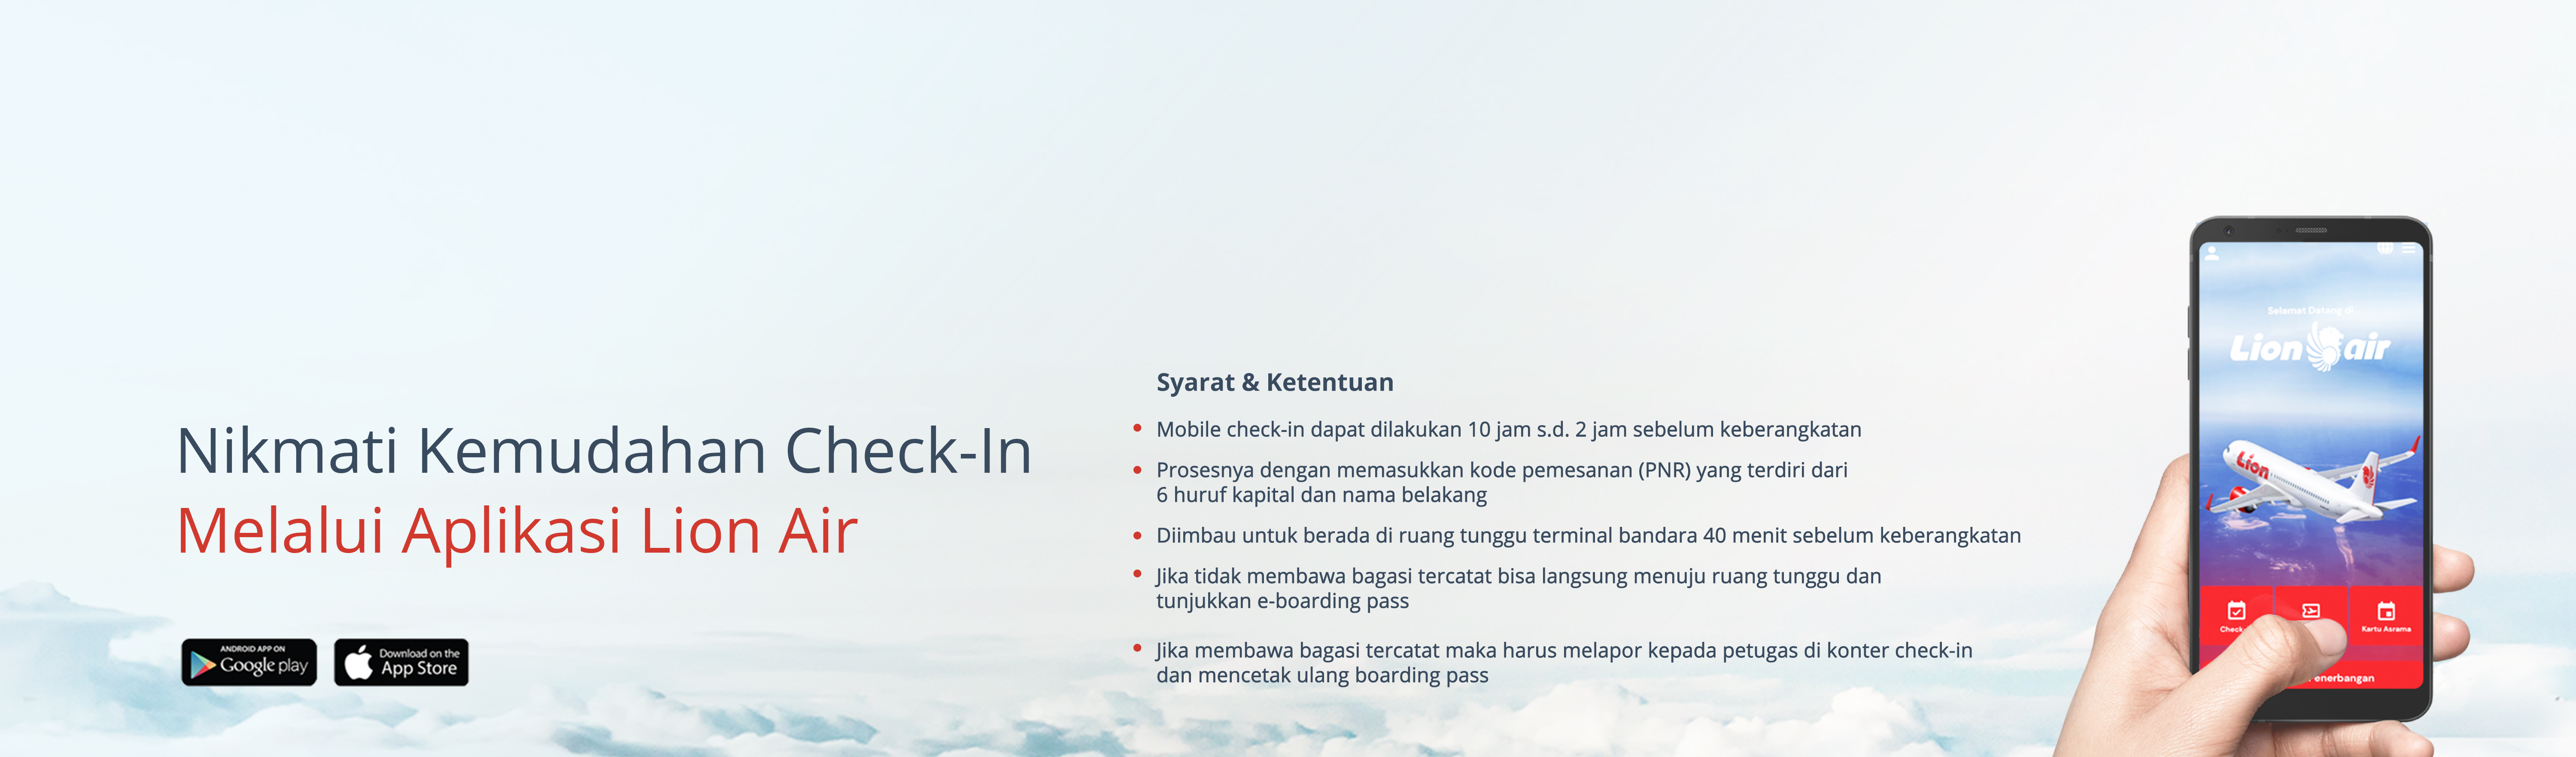 Nikmati Kemudahan Check-In
Melalui Aplikasi Lion Air
ANDROID APP ON
Google play
Download on the
App Store
Syarat & Ketentuan
Mobile check-in dapat dilakukan 10 jam s.d. 2 jam sebelum keberangkatan
Prosesnya dengan memasukkan kode pemesanan (PNR) yang terdiri dari
6 huruf kapital dan nama belakang
Diimbau untuk berada di ruang tunggu terminal bandara 40 menit sebelum keberangkatan
Jika tidak membawa bagasi tercatat bisa langsung menuju ruang tunggu dan
tunjukkan e-boarding pass
Jika membawa bagasi tercatat maka harus melapor kepada petugas di konter check-in
dan mencetak ulang boarding pass
Selamat Datang di
Lion air
Lion
Check
Kartu Asrama
enerbangan